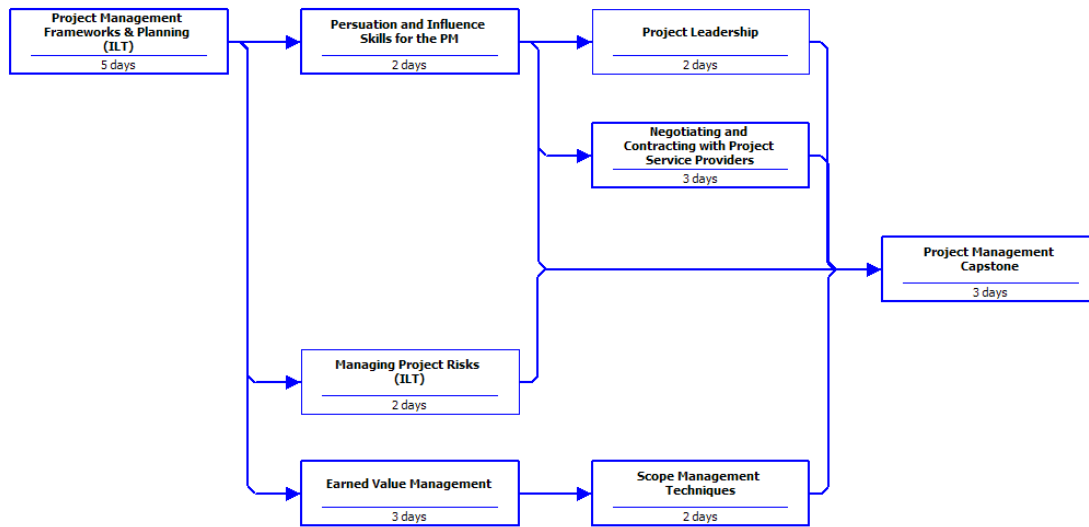 Project Management
Frameworks & Planning
(ILT)
5 days
Persuation and Influence
Skills for the PM
2 days
Project Leadership
2 days
Negotiating and
Contracting with Project
Service Providers
3 days
Project Management
Capstone
3 days
Managing Project Risks
(ILT)
2 days
Earned Value Management
3 days
Scope Management
Techniques
2 days